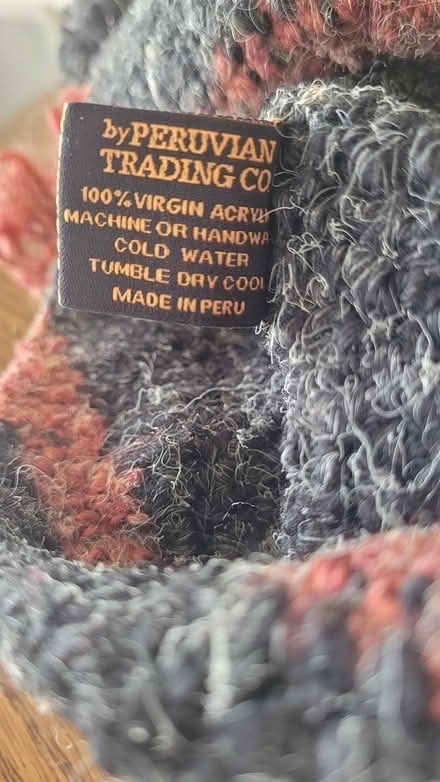 by PERUVIAN
TRADING CO
100% VIRGIN ACRY
MACHINE OR HANDWA
COLD WATER
TUMBLE DRY COOL
MADE IN PERU